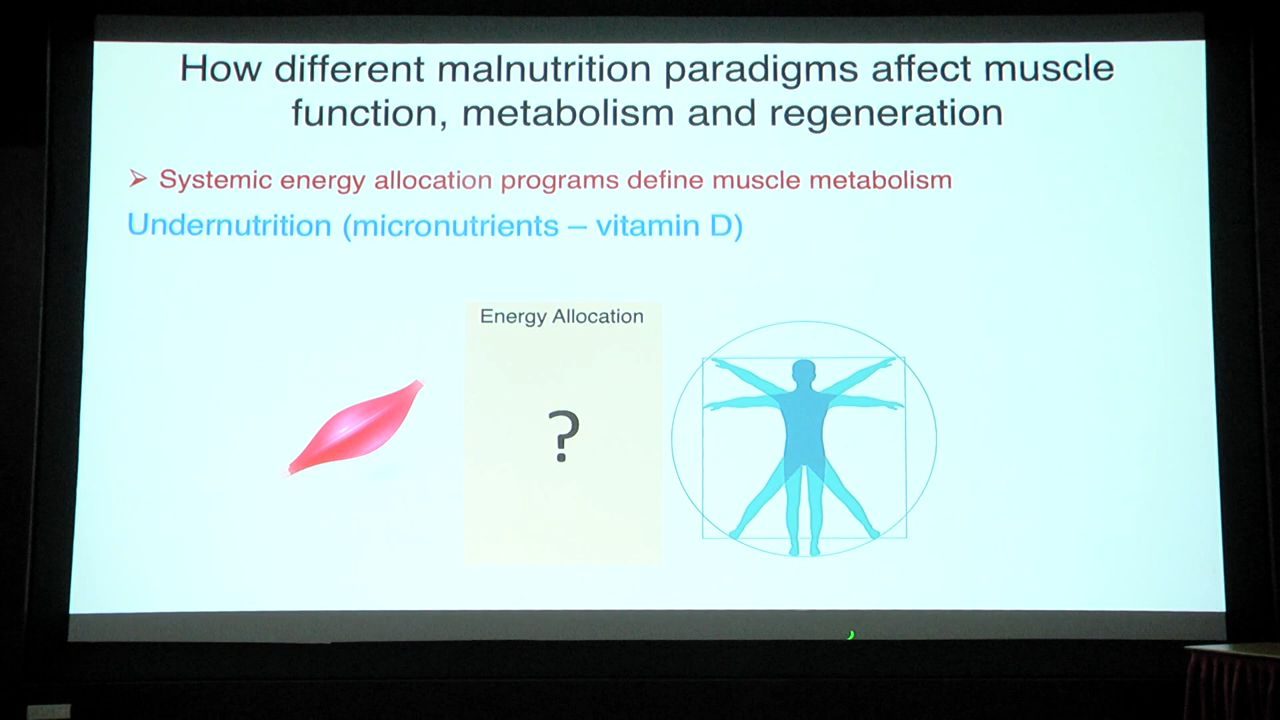 How different malnutrition paradigms affect muscle
function, metabolism and regeneration
➢ Systemic energy allocation programs define muscle metabolism
Undernutrition (micronutrients – vitamin D)
Energy Allocation
?